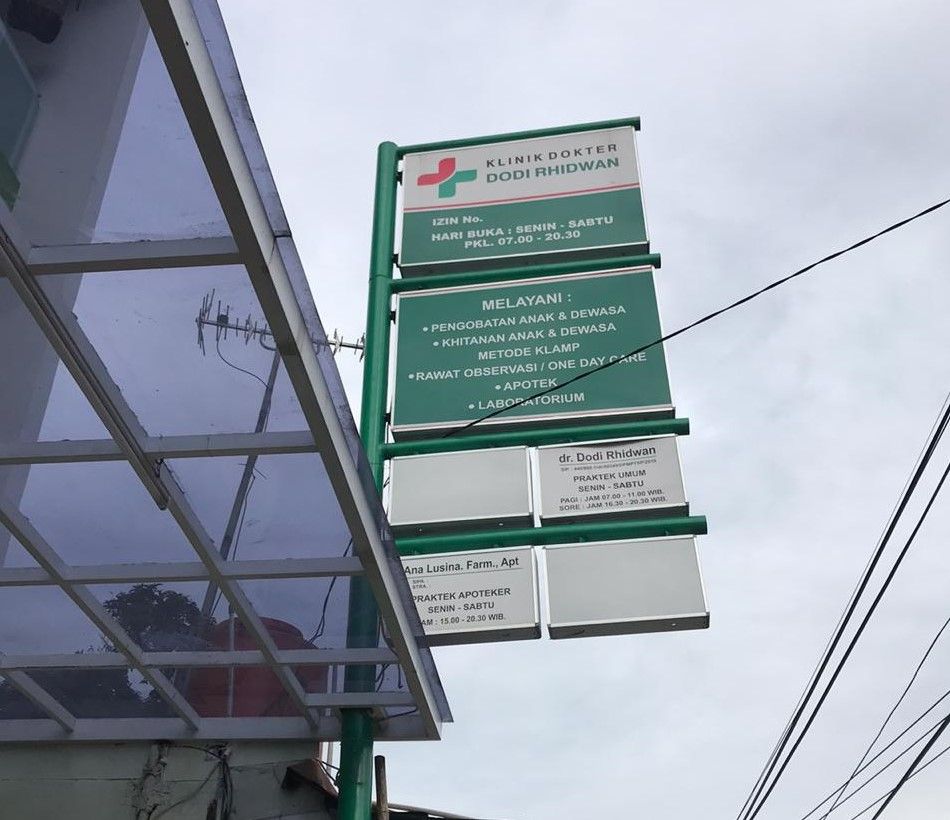 KLINIK DOKTER
DODI RHIDWAN
IZIN No.
HARI BUKA : SENIN - SABTU
PKL. 07.00 - 20.30
MELAYANI :
• PENGOBATAN ANAK & DEWASA
• KHITANAN ANAK & DEWASA
METODE KLAMP
• RAWAT OBSERVASI / ONE DAY CARE
• APOTEK
• LABORATORIUM
dr. Dodi Rhidwan
PRAKTEK UMUM
SENIN - SABTU
PAGI : JAM 07.00 - 11.00 WIB.
SORE : JAM 16.30 - 20.30 WIB.
Ana Lusina. Farm., Apt
SIPA
STRA
PRAKTEK APOTEKER
SENIN - SABTU
AM : 15.00 - 20.30 WIB.